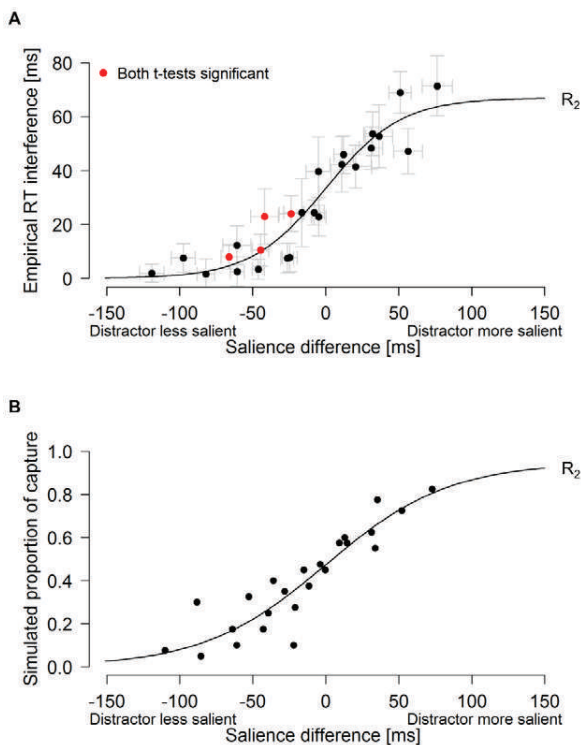 A
Empirical RT interference [ms]
80
60
40
20
0
Both t-tests significant
R2
-150 -100 -50 0 50 100 150
Distractor less salient Distractor more salient
Salience difference [ms]
B
Simulated proportion of capture
1.0
0.8
0.6
0.4
0.2
0.0
R2
-150 -100 -50 0 50 100 150
Distractor less salient Distractor more salient
Salience difference [ms]